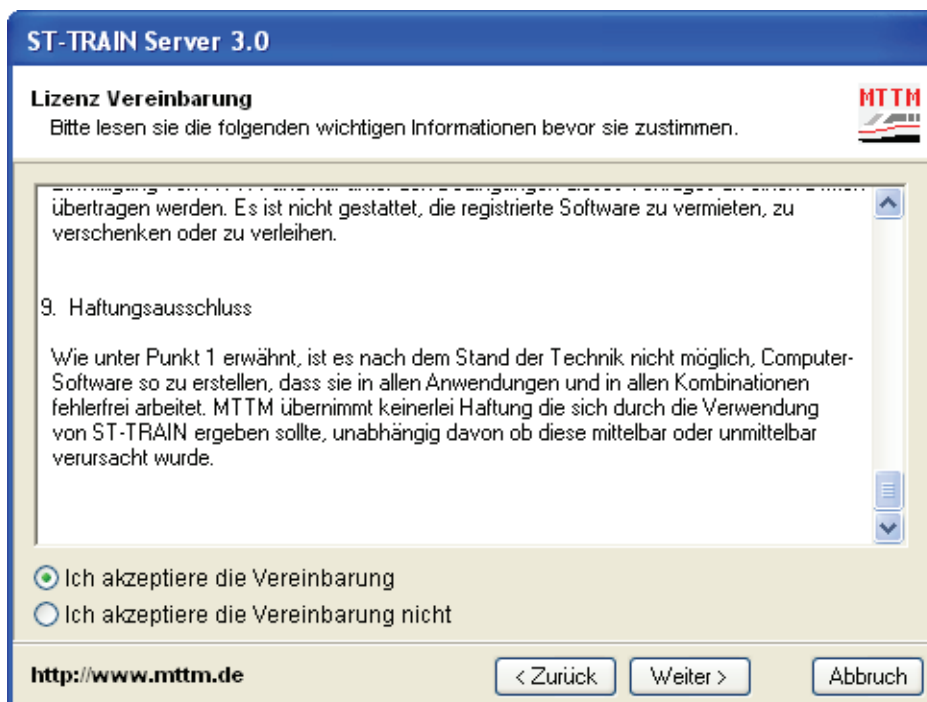 ST-TRAIN Server 3.0
Lizenz Vereinbarung
MTTM
Bitte lesen sie die folgenden wichtigen Informationen bevor sie zustimmen.
übertragen werden. Es ist nicht gestattet, die registrierte Software zu vermieten, zu
verschenken oder zu verleihen.
9. Haftungsausschluss
Wie unter Punkt 1 erwähnt, ist es nach dem Stand der Technik nicht möglich, Computer-
Software so zu erstellen, dass sie in allen Anwendungen und in allen Kombinationen
fehlerfrei arbeitet. MTTM übernimmt keinerlei Haftung die sich durch die Verwendung
von ST-TRAIN ergeben sollte, unabhängig davon ob diese mittelbar oder unmittelbar
verursacht wurde.
Ich akzeptiere die Vereinbarung
Ich akzeptiere die Vereinbarung nicht
http://www.mttm.de
< Zurück
Weiter >
Abbruch